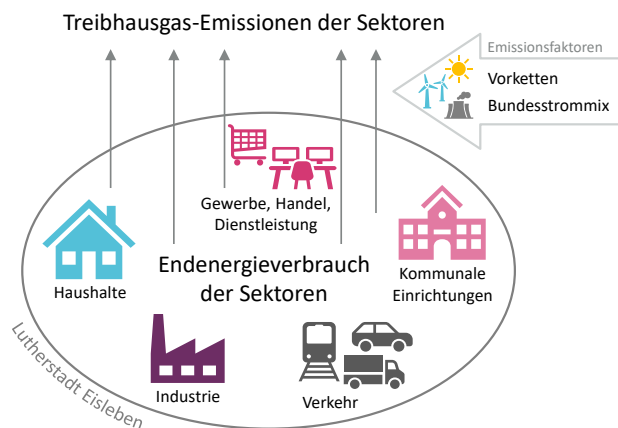 Treibhausgas-Emissionen der Sektoren
Emissionsfaktoren
Vorketten
Bundesstrommix
Gewerbe, Handel,
Dienstleistung
Haushalte
Endenergieverbrauch
der Sektoren
Kommunale
Einrichtungen
Industrie
Verkehr
Lutherstadt Eisleben